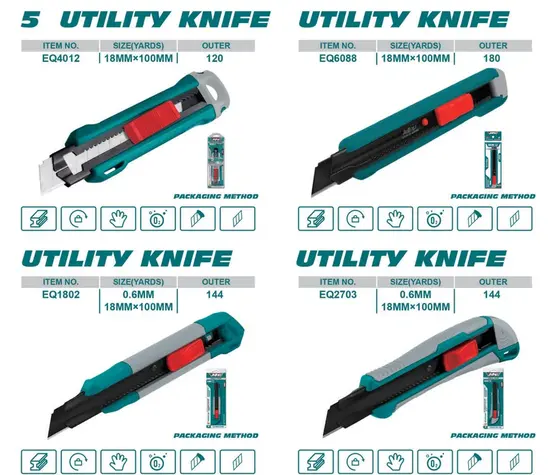 5 UTILITY KNIFE
ITEM NO. SIZE(YARDS) OUTER
EQ4012 18MM×100MM 120
PACKAGING METHOD
UTILITY KNIFE
ITEM NO. SIZE(YARDS) OUTER
EQ6088 18MM×100MM 180
PACKAGING METHOD
UTILITY KNIFE
ITEM NO. SIZE(YARDS) OUTER
EQ1802 0.6MM 144
18MM×100MM
PACKAGING METHOD
UTILITY KNIFE
ITEM NO. SIZE(YARDS) OUTER
EQ2703 0.6MM 144
18MM×100MM
PACKAGING METHOD